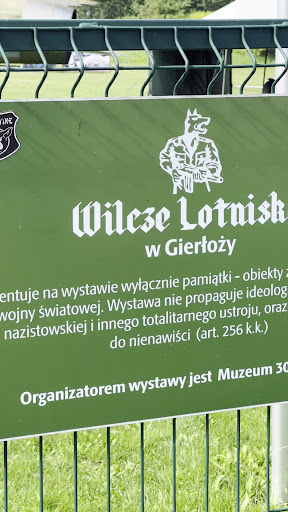 Wilcze Lotnisk
w Gierłoży
entuje na wystawie wyłącznie pamiątki - obiekty z
wojny światowej. Wystawa nie propaguje ideolog
nazistowskiej i innego totalitarnego ustroju, oraz
do nienawiści (art. 256 k.k.)
Organizatorem wystawy jest Muzeum 30